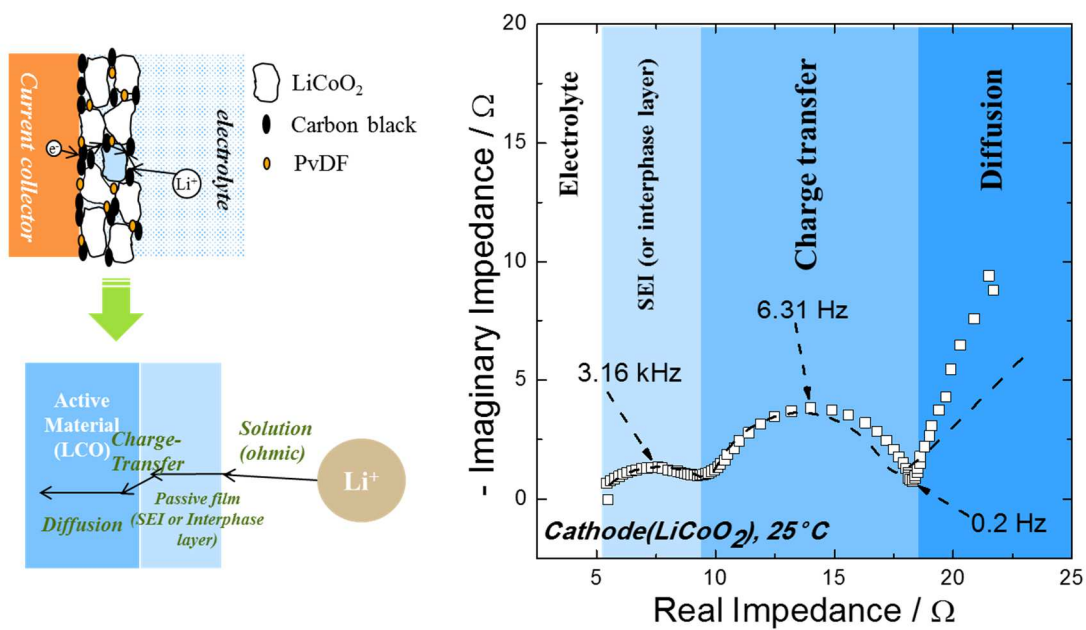 Current collector
e-
Li+
electrolyte
LiCoO₂
Carbon black
PvDF
Active
Material
(LCO)
Charge-
Transfer
Solution
(ohmic)
Li+
Diffusion
Passive film
(SEI or Interphase
layer)
- Imaginary Impedance / Ω
20
15
10
5
0
Electrolyte
SEI (or interphase layer)
Charge transfer
Diffusion
3.16 kHz
6.31 Hz
0.2 Hz
Cathode(LiCoO₂), 25°C
5
10
15
20
25
Real Impedance / Ω